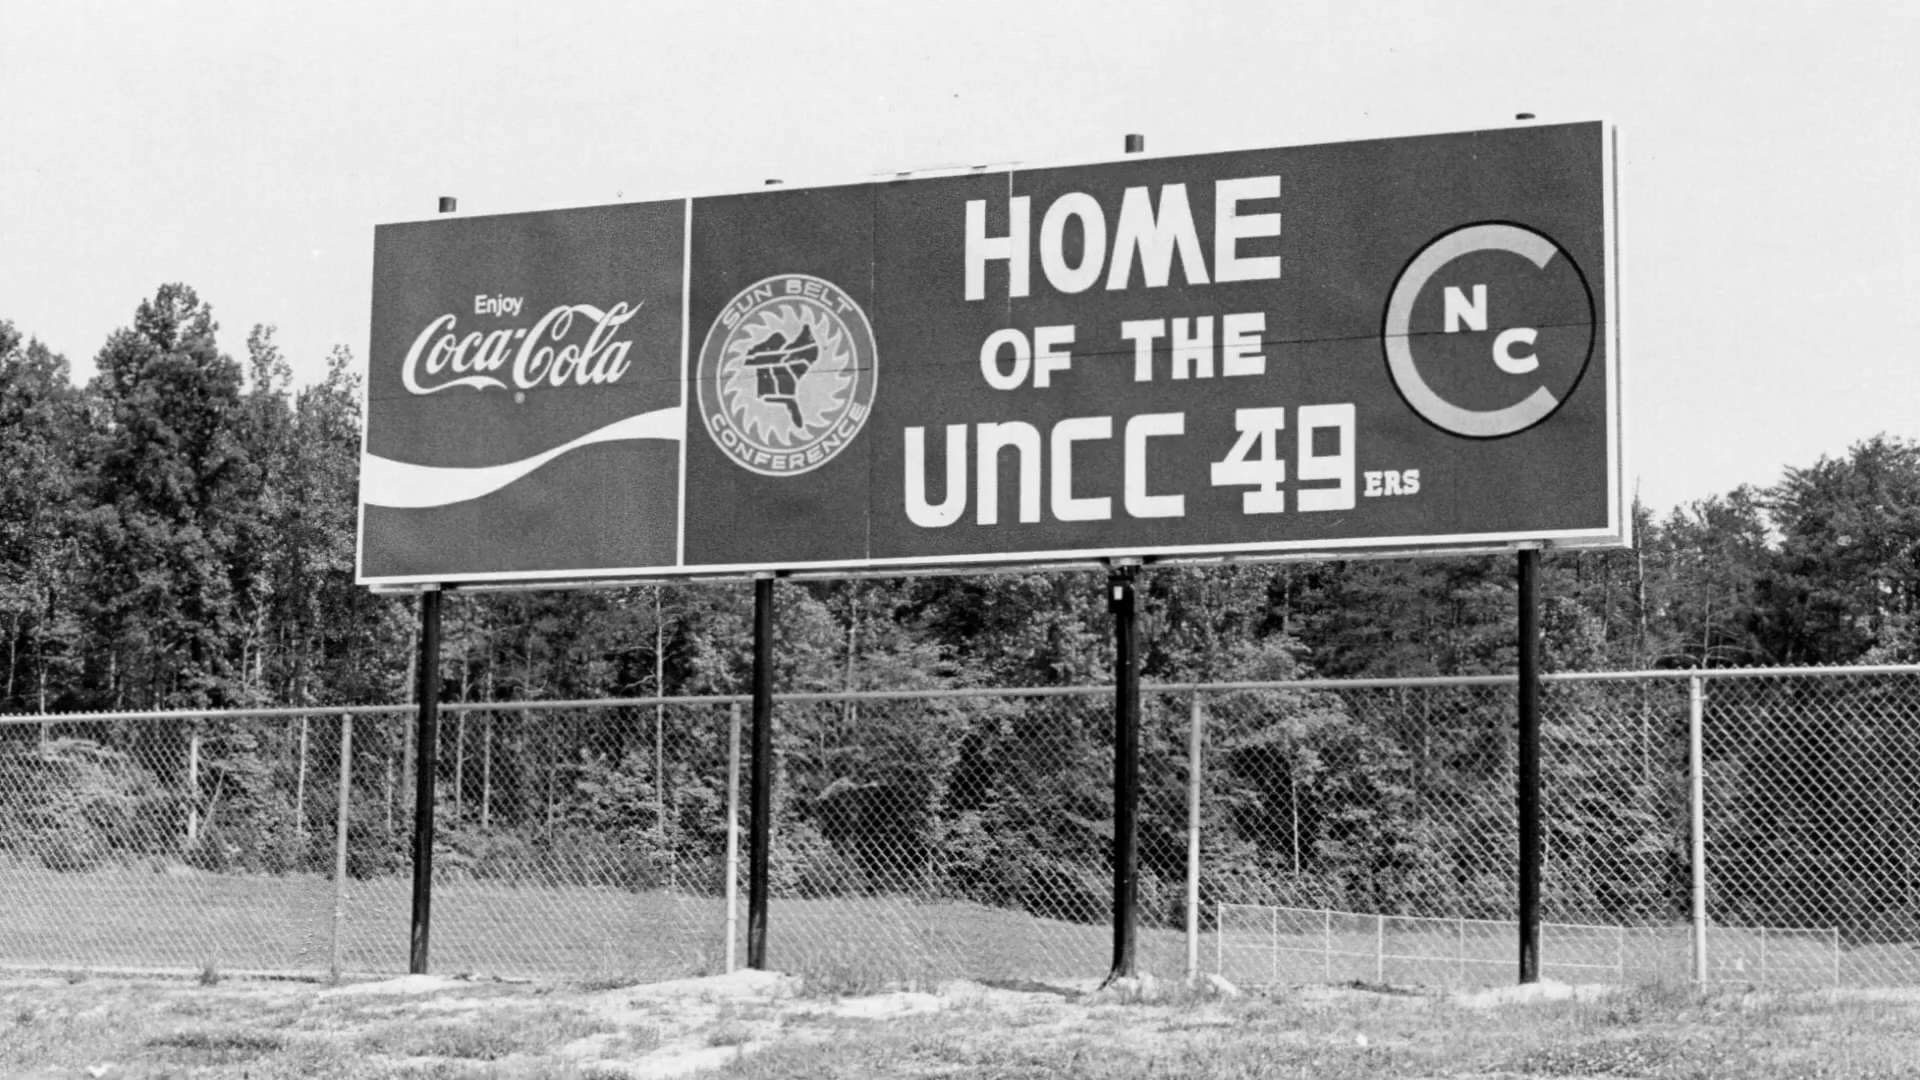 Enjoy
Coca-Cola
SUN BELT
CONFERENCE
HOME
OF THE
UNCC 49ERS
C
N
C